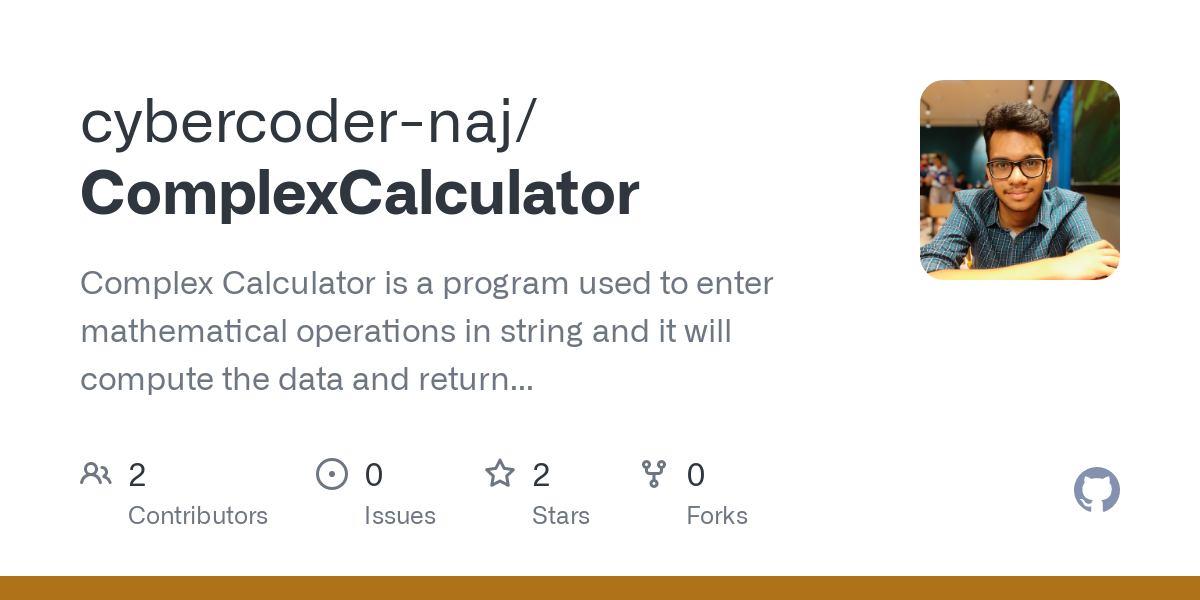 cybercoder-naj/
ComplexCalculator
Complex Calculator is a program used to enter
mathematical operations in string and it will
compute the data and return...
2 0 2 0
Contributors Issues Stars Forks